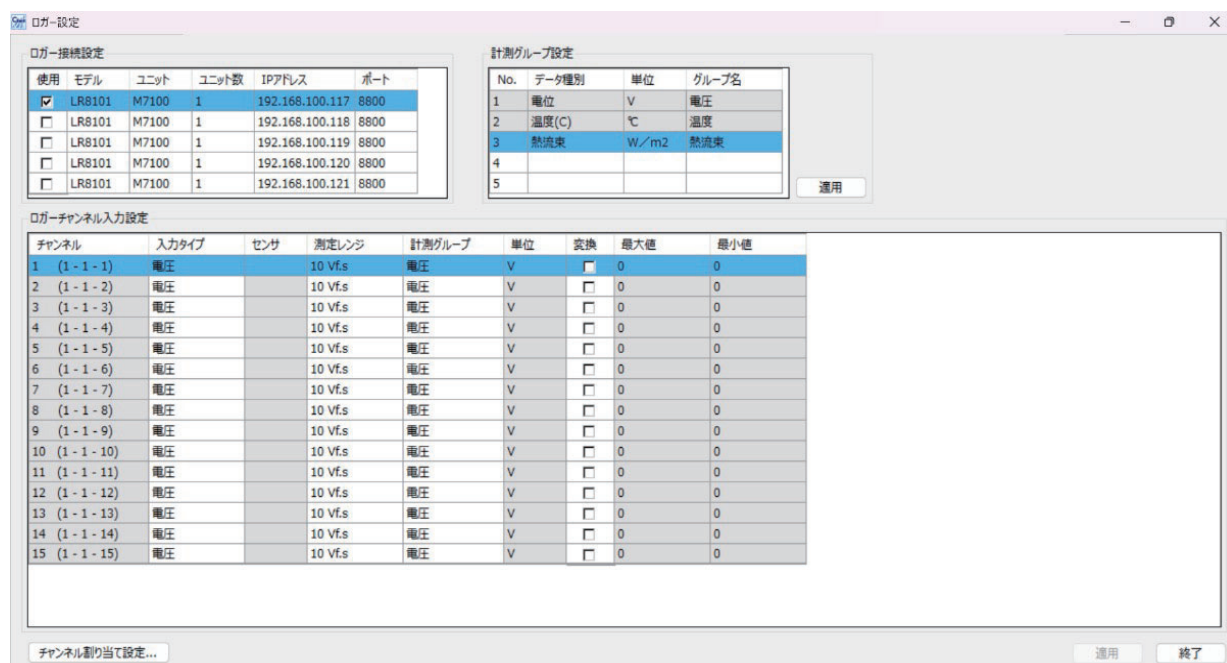 ロガー設定
ロガー接続設定
使用 モデル ユニット ユニット数 IPアドレス ポート
LR8101 M7100 1 192.168.100.117 8800
LR8101 M7100 1 192.168.100.118 8800
LR8101 M7100 1 192.168.100.119 8800
LR8101 M7100 1 192.168.100.120 8800
LR8101 M7100 1 192.168.100.121 8800
計測グループ設定
No. データ種別 単位 グループ名
1 電位 V 電圧
2 温度(C) ℃ 温度
3 熱流束 W/m2 熱流束
4
5
適用
ロガーチャンネル入力設定
チャンネル 入力タイプ センサ 測定レンジ 計測グループ 単位 変換 最大値 最小値
1 (1 - 1 - 1) 電圧 10 Vf.s 電圧 V 0 0
2 (1 - 1 - 2) 電圧 10 Vf.s 電圧 V 0 0
3 (1 - 1 - 3) 電圧 10 Vf.s 電圧 V 0 0
4 (1 - 1 - 4) 電圧 10 Vf.s 電圧 V 0 0
5 (1 - 1 - 5) 電圧 10 Vf.s 電圧 V 0 0
6 (1 - 1 - 6) 電圧 10 Vf.s 電圧 V 0 0
7 (1 - 1 - 7) 電圧 10 Vf.s 電圧 V 0 0
8 (1 - 1 - 8) 電圧 10 Vf.s 電圧 V 0 0
9 (1 - 1 - 9) 電圧 10 Vf.s 電圧 V 0 0
10 (1 - 1 - 10) 電圧 10 Vf.s 電圧 V 0 0
11 (1 - 1 - 11) 電圧 10 Vf.s 電圧 V 0 0
12 (1 - 1 - 12) 電圧 10 Vf.s 電圧 V 0 0
13 (1 - 1 - 13) 電圧 10 Vf.s 電圧 V 0 0
14 (1 - 1 - 14) 電圧 10 Vf.s 電圧 V 0 0
15 (1 - 1 - 15) 電圧 10 Vf.s 電圧 V 0 0
チャンネル割り当て設定... 適用 終了